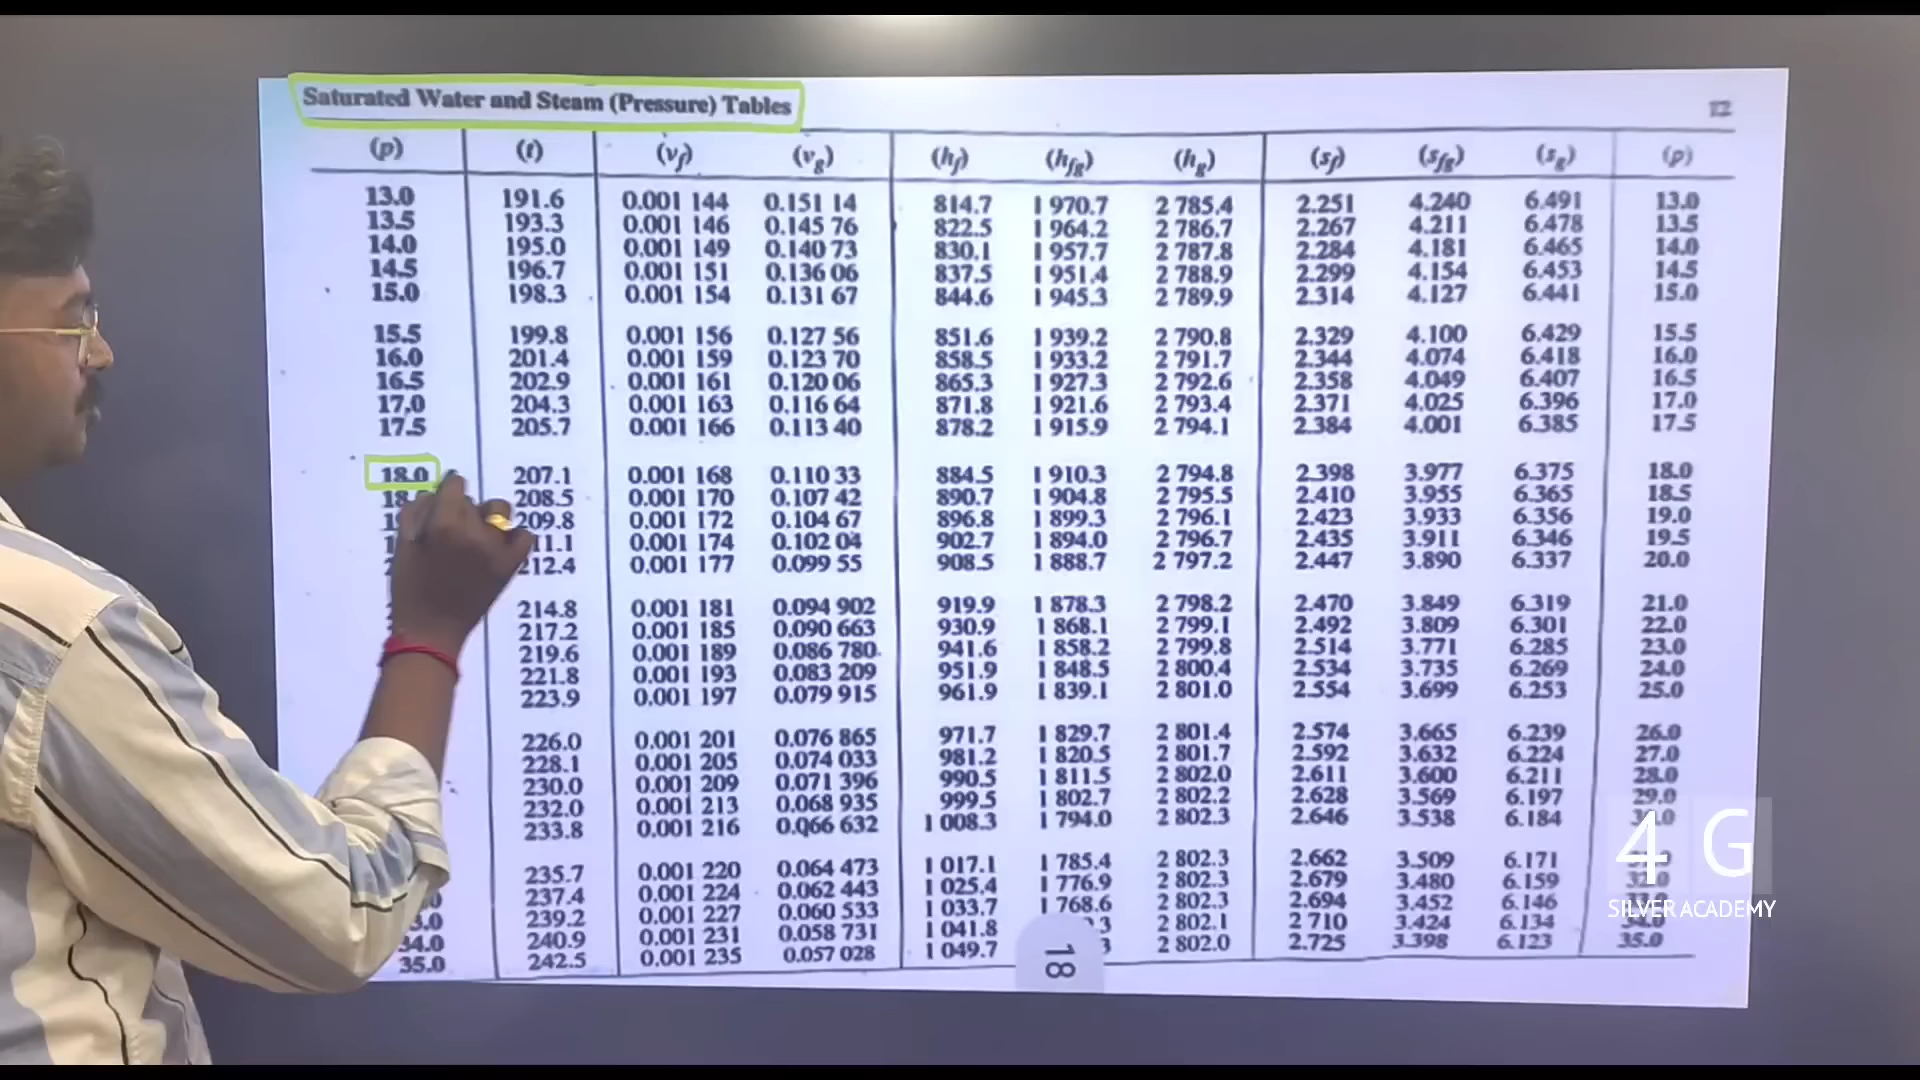 Saturated Water and Steam (Pressure) Tables 12
(p) (t) (vf) (vg) (hf) (hfg) (hg) (sf) (sfg) (sg) (p)
13.0 191.6 0.001 144 0.151 14 814.7 1 970.7 2 785.4 2.251 4.240 6.491 13.0
13.5 193.3 0.001 146 0.145 76 822.5 1 964.2 2 786.7 2.267 4.211 6.478 13.5
14.0 195.0 0.001 149 0.140 73 830.1 1 957.7 2 787.8 2.284 4.181 6.465 14.0
14.5 196.7 0.001 151 0.136 06 837.5 1 951.4 2 788.9 2.299 4.154 6.453 14.5
15.0 198.3 0.001 154 0.131 67 844.6 1 945.3 2 789.9 2.314 4.127 6.441 15.0
15.5 199.8 0.001 156 0.127 56 851.6 1 939.2 2 790.8 2.329 4.100 6.429 15.5
16.0 201.4 0.001 159 0.123 70 858.5 1 933.2 2 791.7 2.344 4.074 6.418 16.0
16.5 202.9 0.001 161 0.120 06 865.3 1 927.3 2 792.6 2.358 4.049 6.407 16.5
17.0 204.3 0.001 163 0.116 64 871.8 1 921.6 2 793.4 2.371 4.025 6.396 17.0
17.5 205.7 0.001 166 0.113 40 878.2 1 915.9 2 794.1 2.384 4.001 6.385 17.5
18.0 207.1 0.001 168 0.110 33 884.5 1 910.3 2 794.8 2.398 3.977 6.375 18.0
208.5 0.001 170 0.107 42 890.7 1 904.8 2 795.5 2.410 3.955 6.365 18.5
209.8 0.001 172 0.104 67 896.8 1 899.3 2 796.1 2.423 3.933 6.356 19.0
11.1 0.001 174 0.102 04 902.7 1 894.0 2 796.7 2.435 3.911 6.346 19.5
212.4 0.001 177 0.099 55 908.5 1 888.7 2 797.2 2.447 3.890 6.337 20.0
214.8 0.001 181 0.094 902 919.9 1 878.3 2 798.2 2.470 3.849 6.319 21.0
217.2 0.001 185 0.090 663 930.9 1 868.1 2 799.1 2.492 3.809 6.301 22.0
219.6 0.001 189 0.086 780 941.6 1 858.2 2 799.8 2.514 3.771 6.285 23.0
221.8 0.001 193 0.083 209 951.9 1 848.5 2 800.4 2.534 3.735 6.269 24.0
223.9 0.001 197 0.079 915 961.9 1 839.1 2 801.0 2.554 3.699 6.253 25.0
226.0 0.001 201 0.076 865 971.7 1 829.7 2 801.4 2.574 3.665 6.239 26.0
228.1 0.001 205 0.074 033 981.2 1 820.5 2 801.7 2.592 3.632 6.224 27.0
230.0 0.001 209 0.071 396 990.5 1 811.5 2 802.0 2.611 3.600 6.211 28.0
232.0 0.001 213 0.068 935 999.5 1 802.7 2 802.2 2.628 3.569 6.197 29.0
233.8 0.001 216 0.066 632 1 008.3 1 794.0 2 802.3 2.646 3.538 6.184
235.7 0.001 220 0.064 473 1 017.1 1 785.4 2 802.3 2.662 3.509 6.171
237.4 0.001 224 0.062 443 1 025.4 1 776.9 2 802.3 2.679 3.480 6.159 32.0
239.2 0.001 227 0.060 533 1 033.7 1 768.6 2 802.3 2.694 3.452 6.146
34.0 240.9 0.001 231 0.058 731 1 041.8 2 802.1 2 710 3.424 6.134 34.0
35.0 242.5 0.001 235 0.057 028 1 049.7 2 802.0 2.725 3.398 6.123 35.0
18
4 G
SILVER ACADEMY